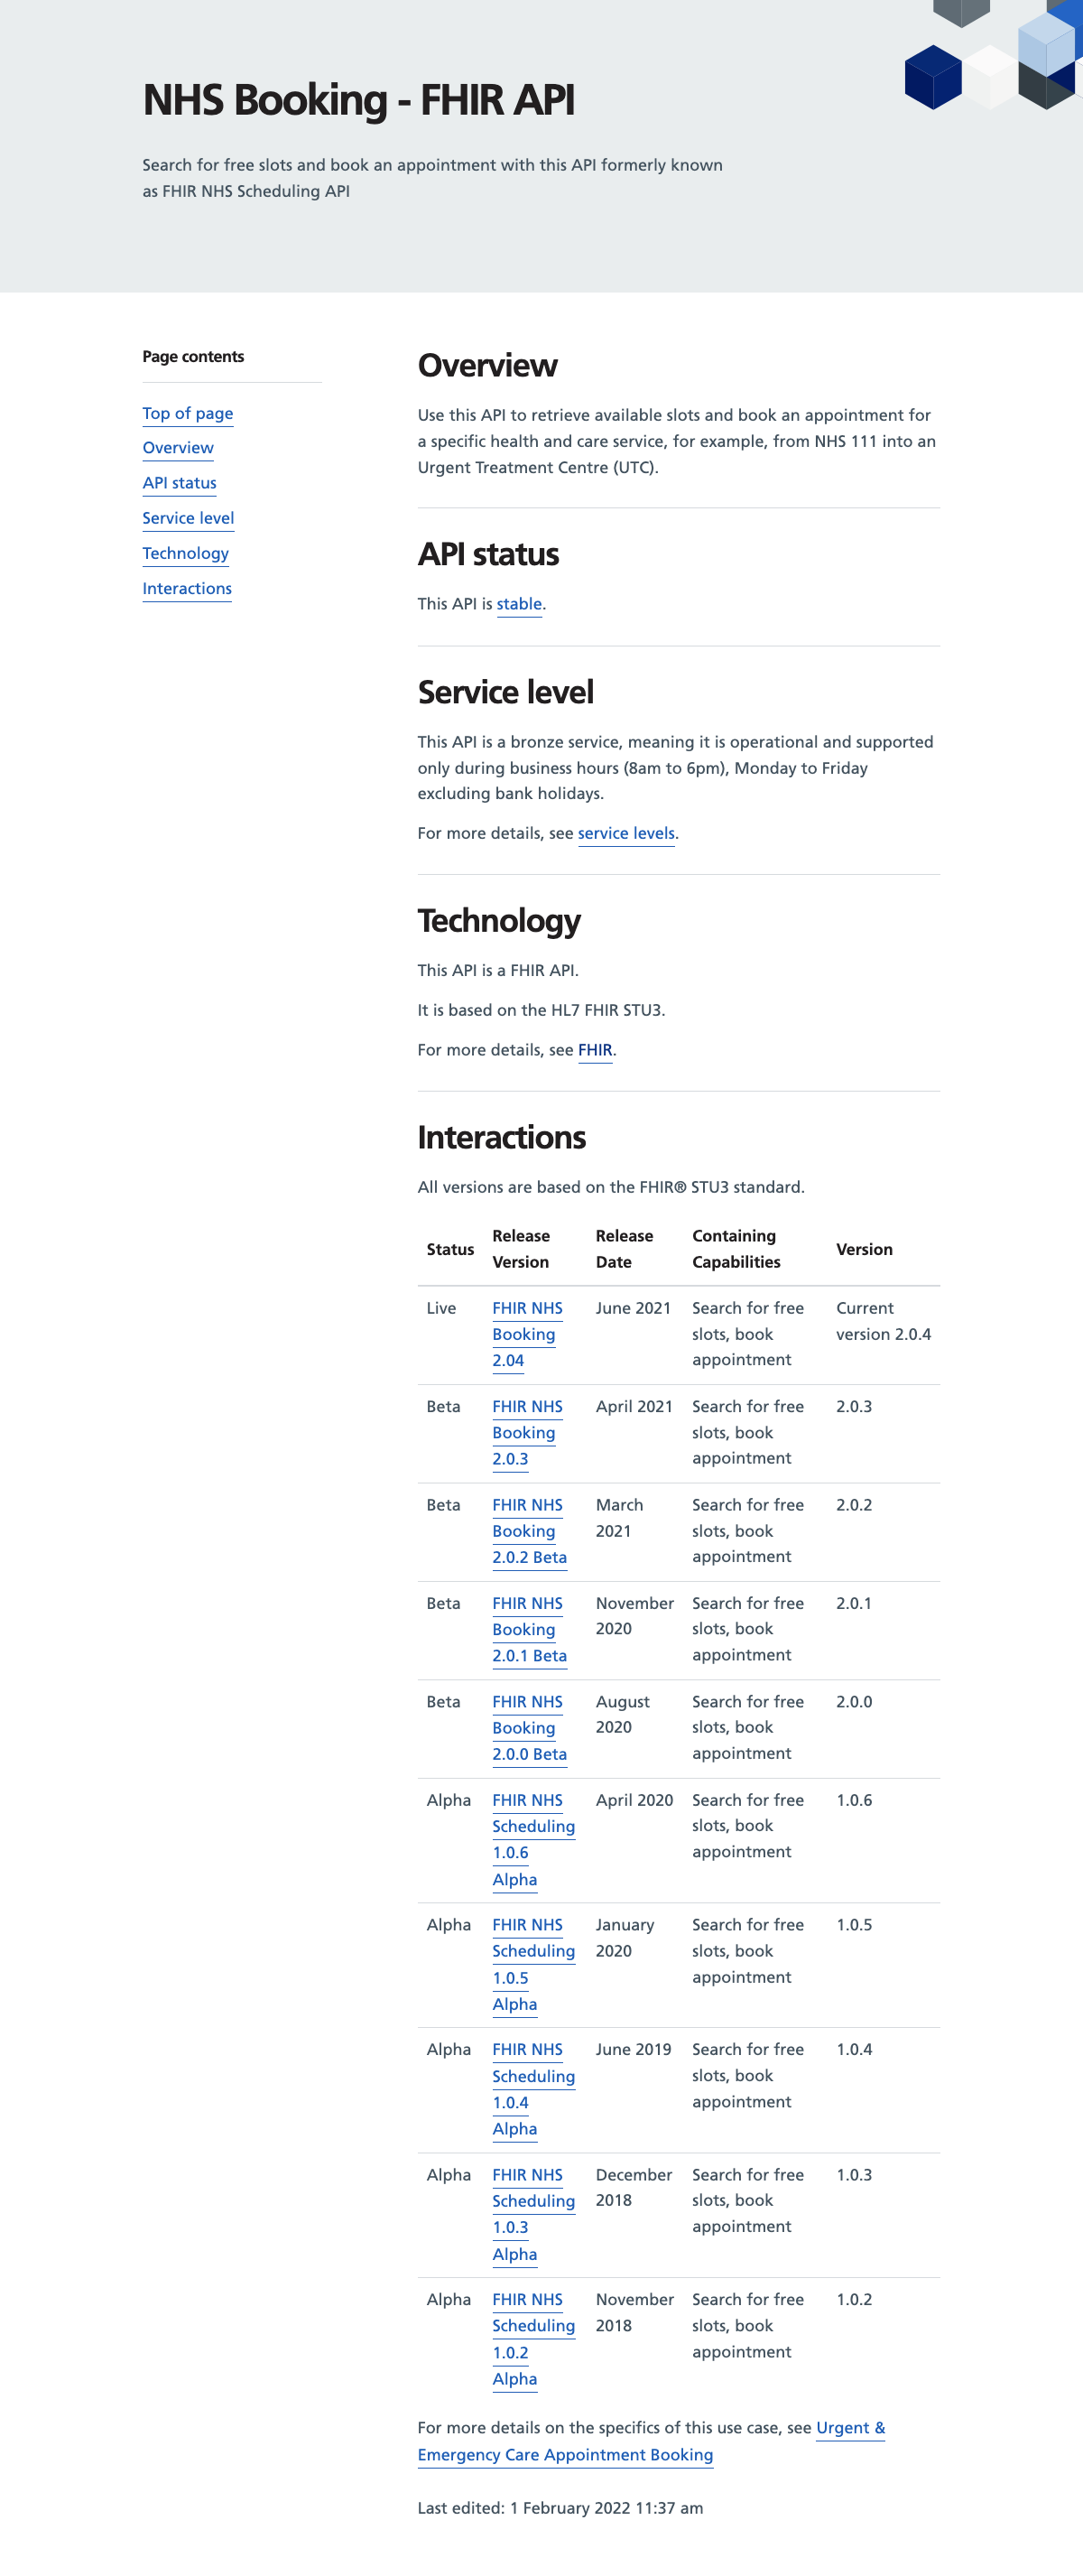 NHS Booking - FHIR API
Search for free slots and book an appointment with this API formerly known
as FHIR NHS Scheduling API
Page contents
Top of page
Overview
API status
Service level
Technology
Interactions
Overview
Use this API to retrieve available slots and book an appointment for
a specific health and care service, for example, from NHS 111 into an
Urgent Treatment Centre (UTC).
API status
This API is stable.
Service level
This API is a bronze service, meaning it is operational and supported
only during business hours (8am to 6pm), Monday to Friday
excluding bank holidays.
For more details, see service levels.
Technology
This API is a FHIR API.
It is based on the HL7 FHIR STU3.
For more details, see FHIR.
Interactions
All versions are based on the FHIR® STU3 standard.
Status Release Release Containing Version
Version Date Capabilities
Live FHIR NHS June 2021 Search for free Current
Booking slots, book version 2.0.4
2.04 appointment
Beta FHIR NHS April 2021 Search for free 2.0.3
Booking slots, book
2.0.3 appointment
Beta FHIR NHS March Search for free 2.0.2
Booking 2021 slots, book
2.0.2 Beta appointment
Beta FHIR NHS November Search for free 2.0.1
Booking 2020 slots, book
2.0.1 Beta appointment
Beta FHIR NHS August Search for free 2.0.0
Booking 2020 slots, book
2.0.0 Beta appointment
Alpha FHIR NHS April 2020 Search for free 1.0.6
Scheduling slots, book
1.0.6 appointment
Alpha
Alpha FHIR NHS January Search for free 1.0.5
Scheduling 2020 slots, book
1.0.5 appointment
Alpha
Alpha FHIR NHS June 2019 Search for free 1.0.4
Scheduling slots, book
1.0.4 appointment
Alpha
Alpha FHIR NHS December Search for free 1.0.3
Scheduling 2018 slots, book
1.0.3 appointment
Alpha
Alpha FHIR NHS November Search for free 1.0.2
Scheduling 2018 slots, book
1.0.2 appointment
Alpha
For more details on the specifics of this use case, see Urgent &
Emergency Care Appointment Booking
Last edited: 1 February 2022 11:37 am